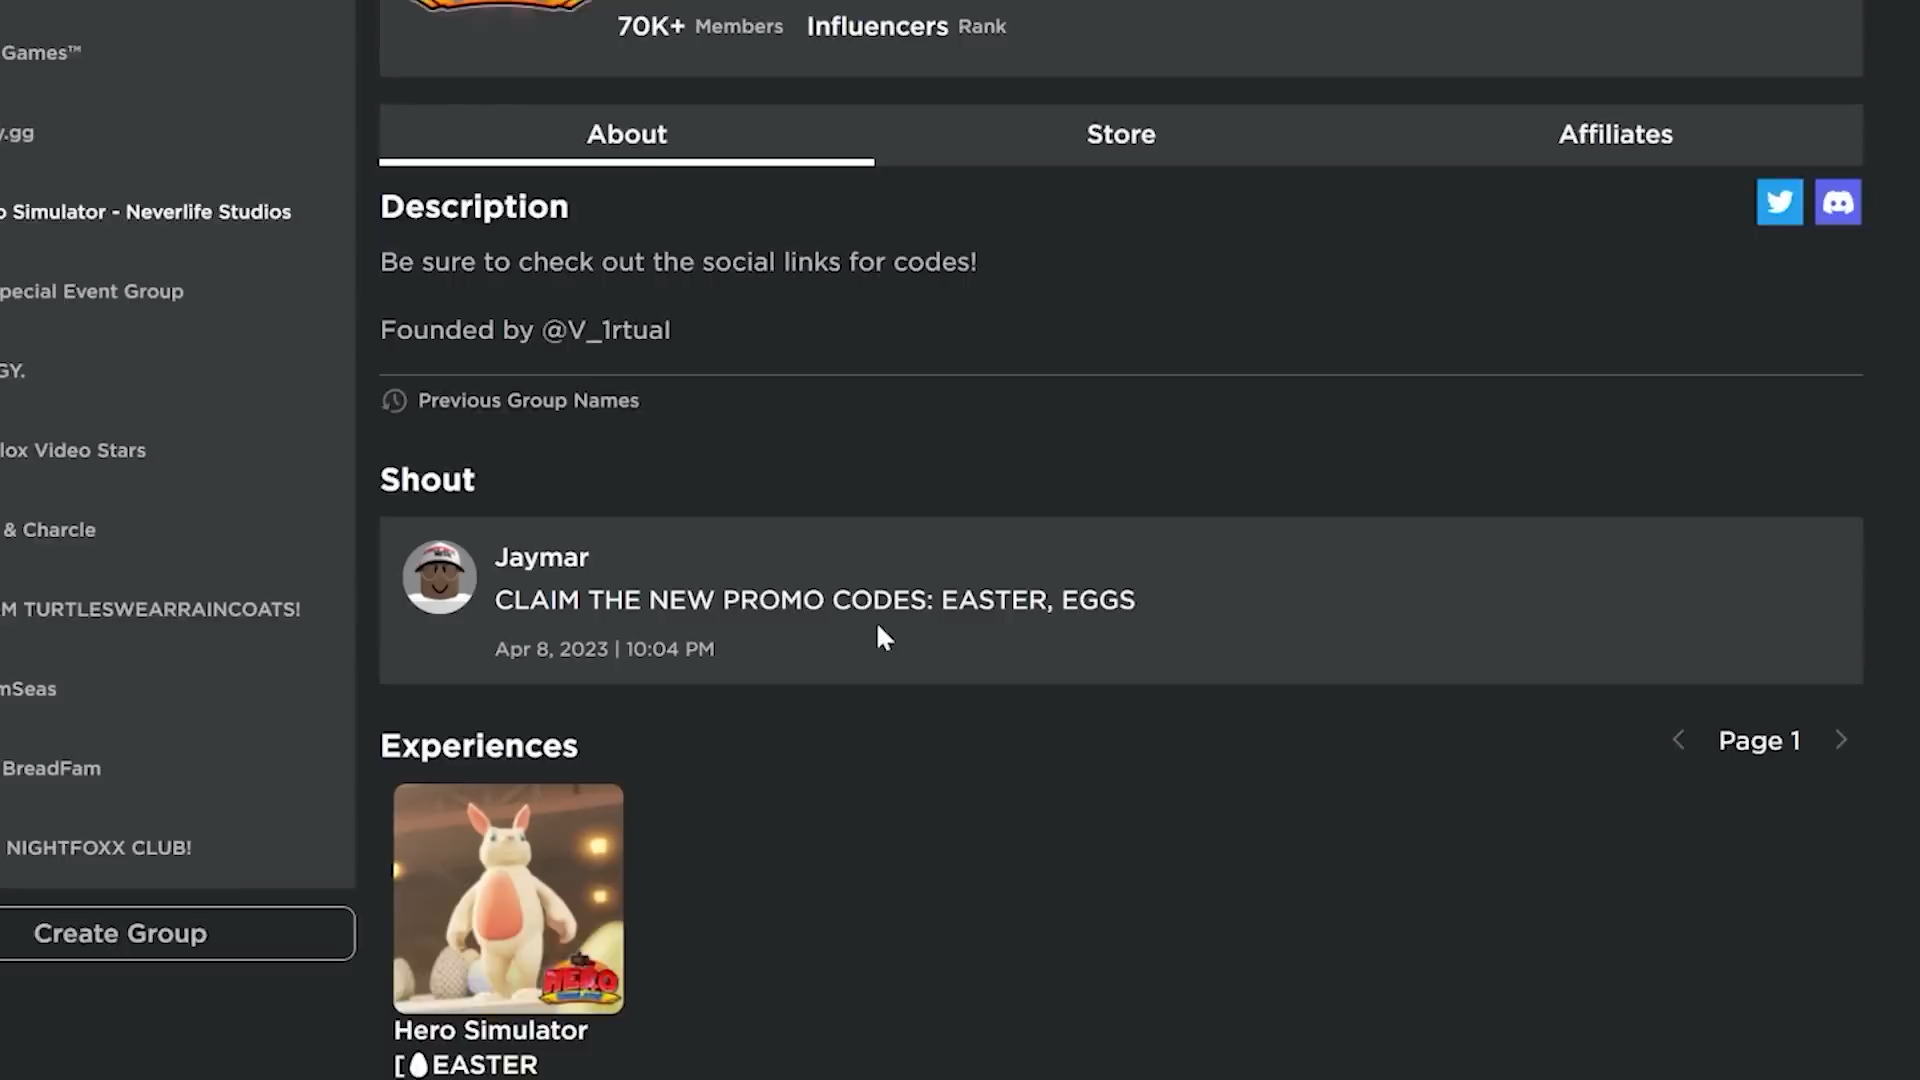 70K+ Members Influencers Rank
Games™
y.gg
o Simulator - Neverlife Studios
pecial Event Group
GY.
lox Video Stars
& Charcle
M TURTLESWEARRAINCOATS!
mSeas
BreadFam
NIGHTFOXX CLUB!
Create Group
About Store Affiliates
Description
Be sure to check out the social links for codes!
Founded by @V_1rtual
Previous Group Names
Shout
Jaymar
CLAIM THE NEW PROMO CODES: EASTER, EGGS
Apr 8, 2023 | 10:04 PM
Experiences
Page 1
HERO
Hero Simulator
[🥚EASTER